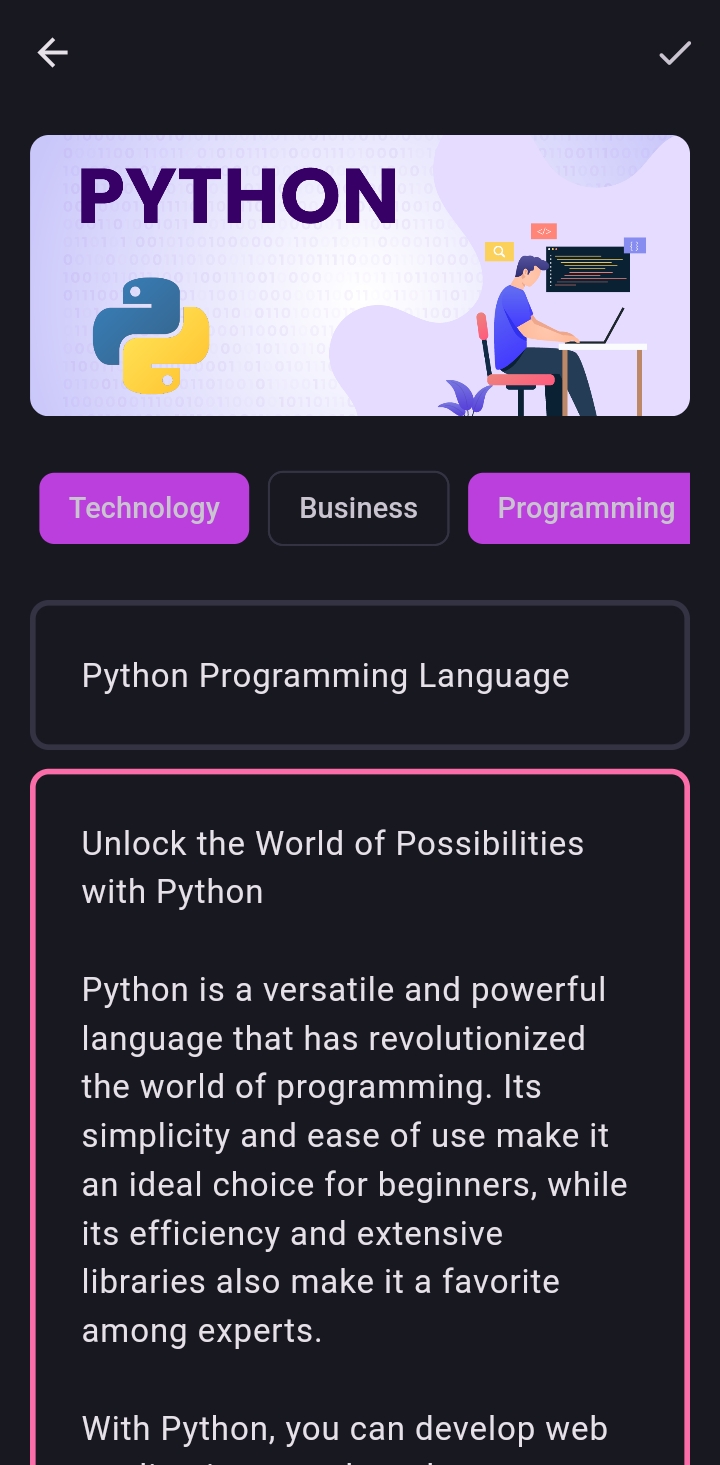 PYTHON
</>
{ }
Technology
Business
Programming
Python Programming Language
Unlock the World of Possibilities
with Python
Python is a versatile and powerful
language that has revolutionized
the world of programming. Its
simplicity and ease of use make it
an ideal choice for beginners, while
its efficiency and extensive
libraries also make it a favorite
among experts.
With Python, you can develop web